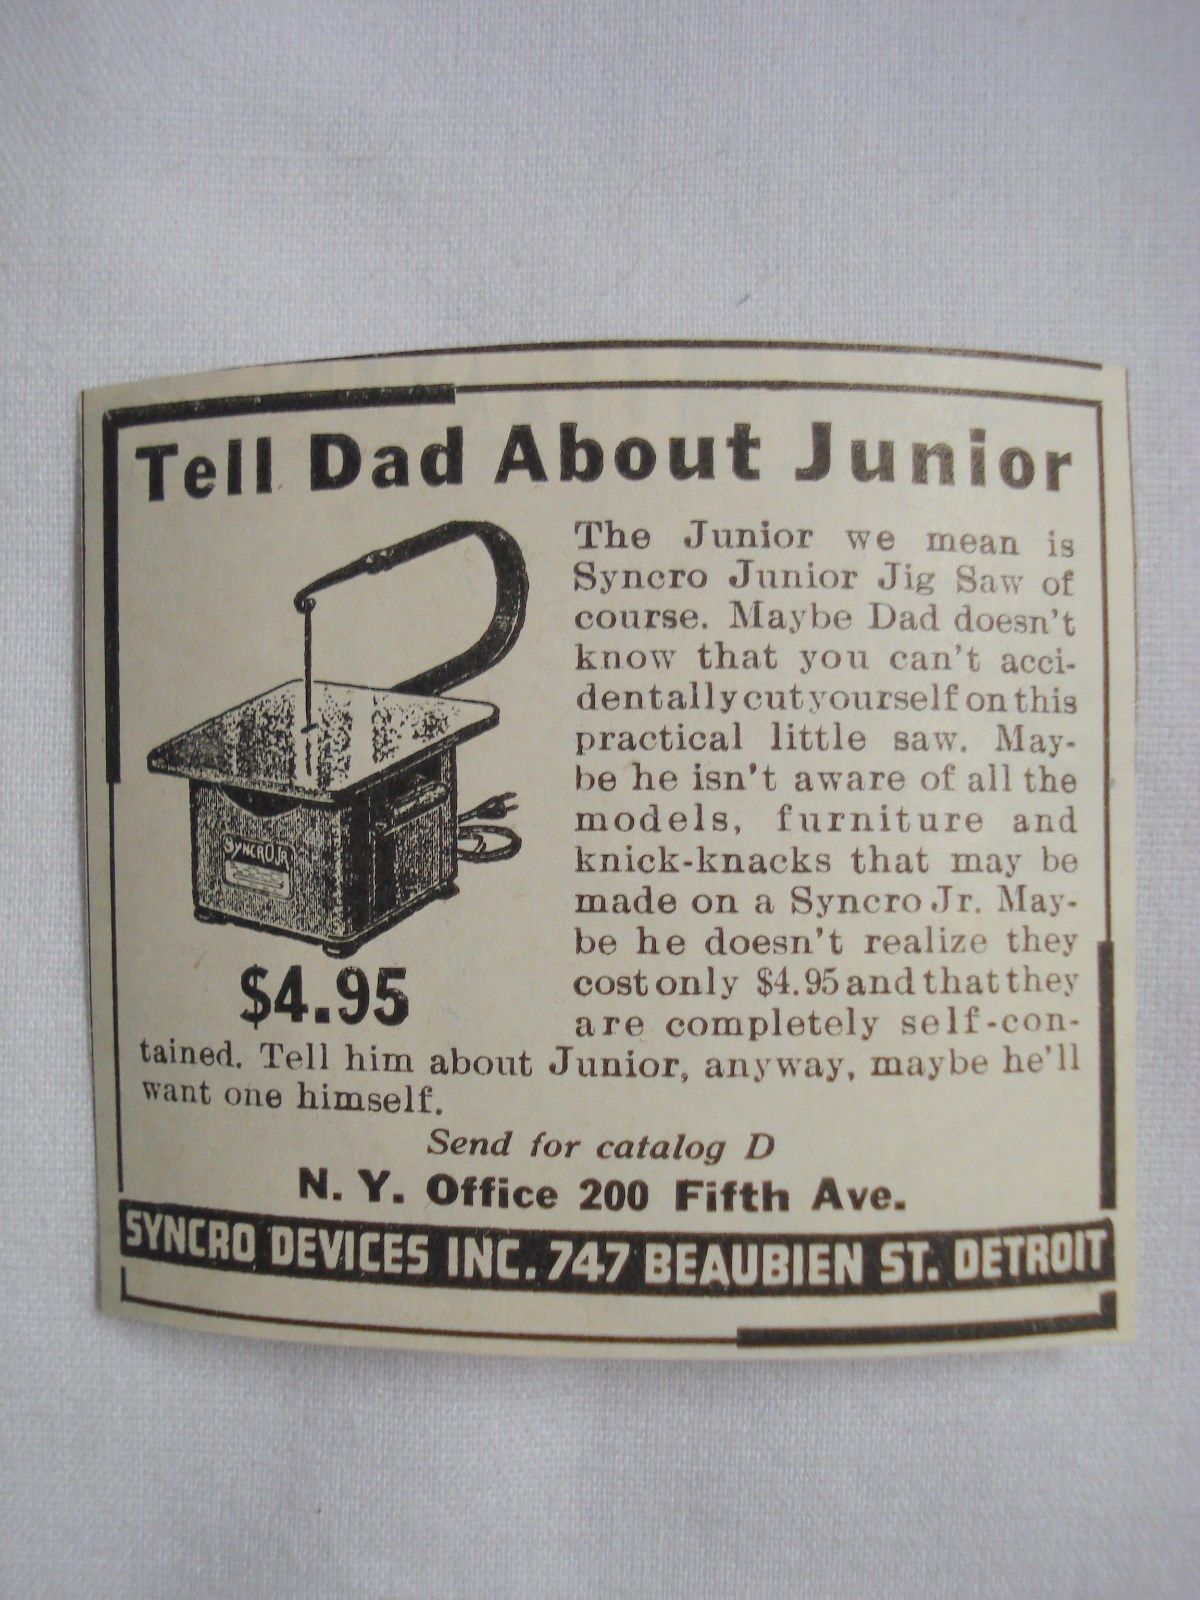 Tell Dad About Junior
The Junior we mean is
Syncro Junior Jig Saw of
course. Maybe Dad doesn't
know that you can't acci-
dentally cut yourself on this
practical little saw. May-
be he isn't aware of all the
models, furniture and
knick-knacks that may be
made on a Syncro Jr. May-
be he doesn't realize they
cost only $4.95 and that they
are completely self-con-
tained. Tell him about Junior, anyway, maybe he'll
want one himself.
SYNCRO JR
$4.95
Send for catalog D
N. Y. Office 200 Fifth Ave.
SYNCRO DEVICES INC. 747 BEAUBIEN ST. DETROIT